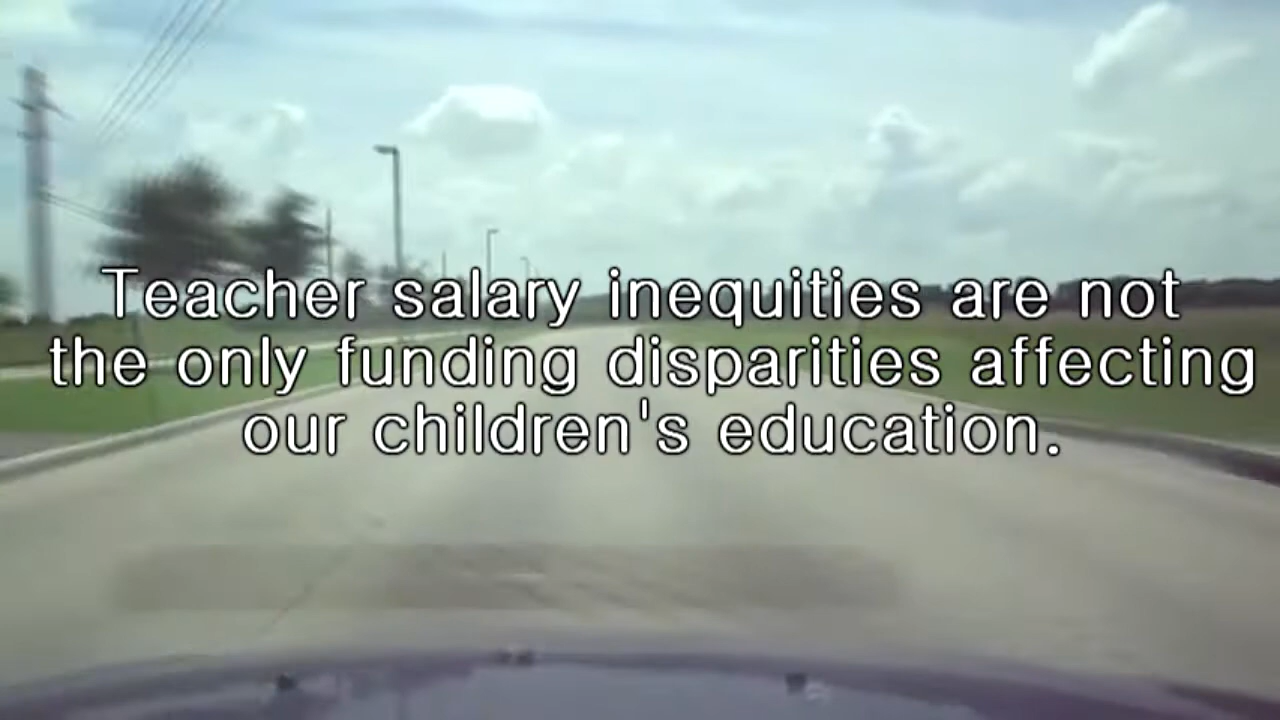 Teacher salary inequities are not
the only funding disparities affecting
our children's education.